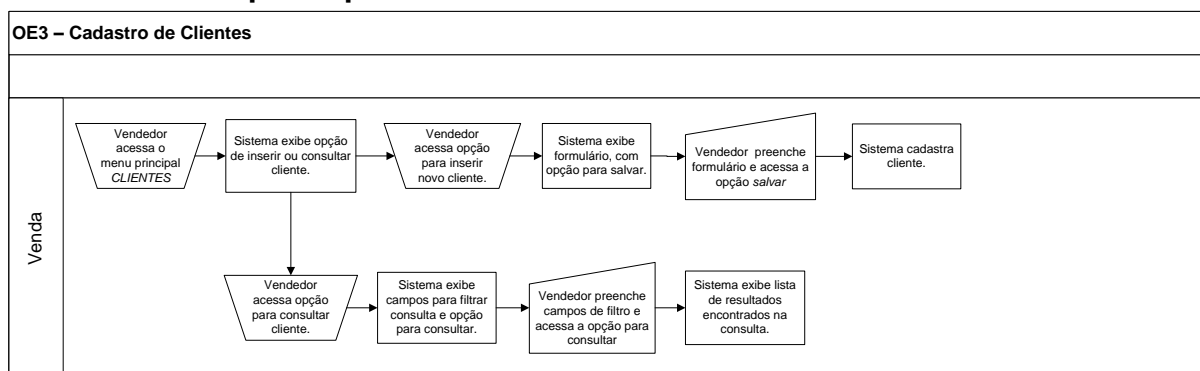 OE3 – Cadastro de Clientes
Venda
Vendedor
acessa o
menu principal
CLIENTES
Sistema exibe opção
de inserir ou consultar
cliente.
Vendedor
acessa opção
para inserir
novo cliente.
Sistema exibe
formulário, com
opção para salvar.
Vendedor preenche
formulário e acessa a
opção salvar
Sistema cadastra
cliente.
Vendedor
acessa opção
para consultar
cliente.
Sistema exibe
campos para filtrar
consulta e opção
para consultar.
Vendedor preenche
campos de filtro e
acessa a opção para
consultar
Sistema exibe lista
de resultados
encontrados na
consulta.